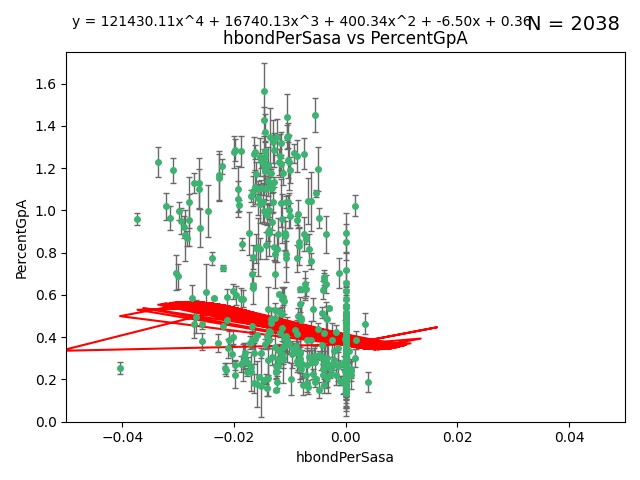 y = 121430.11x^4 + 16740.13x^3 + 400.34x^2 + -6.50x + 0.36
N = 2038
hbondPerSasa vs PercentGpA
PercentGpA
1.6
1.4
1.2
1.0
0.8
0.6
0.4
0.2
0.0
−0.04 −0.02 0.00 0.02 0.04
hbondPerSasa